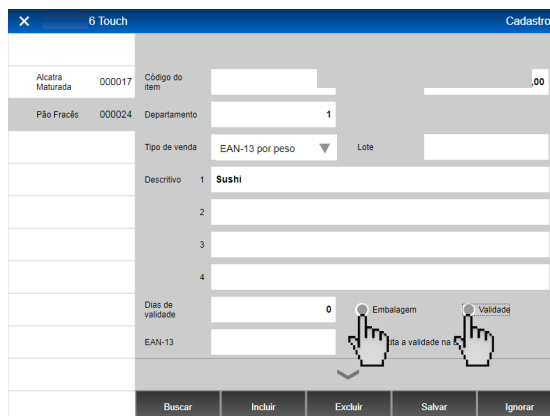 ✕ 6 Touch Cadastro
Alcatra Maturada 000017
Pão Fracês 000024
Código do item ,00
Departamento 1
Tipo de venda EAN-13 por peso Lote
Descritivo 1 Sushi
2
3
4
Dias de validade 0 Embalagem Validade
EAN-13 a validade na
Buscar Incluir Excluir Salvar Ignorar